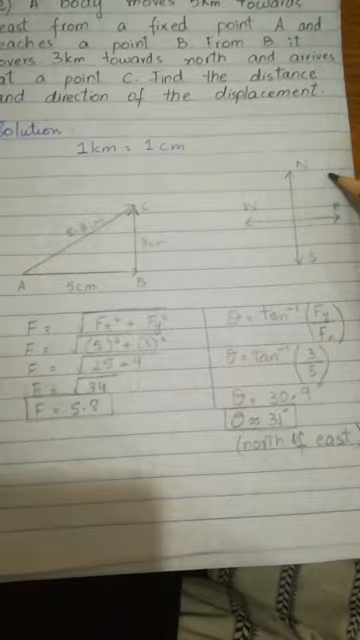 A body moves 5km towards
east from a fixed point A and
reaches a point B. From B it
covers 3km towards north and arrives
at a point C. Find the distance
and direction of the displacement.
Solution
1km = 1cm
N
W
E
S
C
5.8cm
3cm
A
5cm
B
F = √Fx² + Fy²
F = √(5)² + (3)²
F = √25 + 9
F = √34
F = 5.8
θ = tan⁻¹ (Fy/Fx)
θ = tan⁻¹ (3/5)
θ = 30.9°
θ ≈ 31°
(north of east)